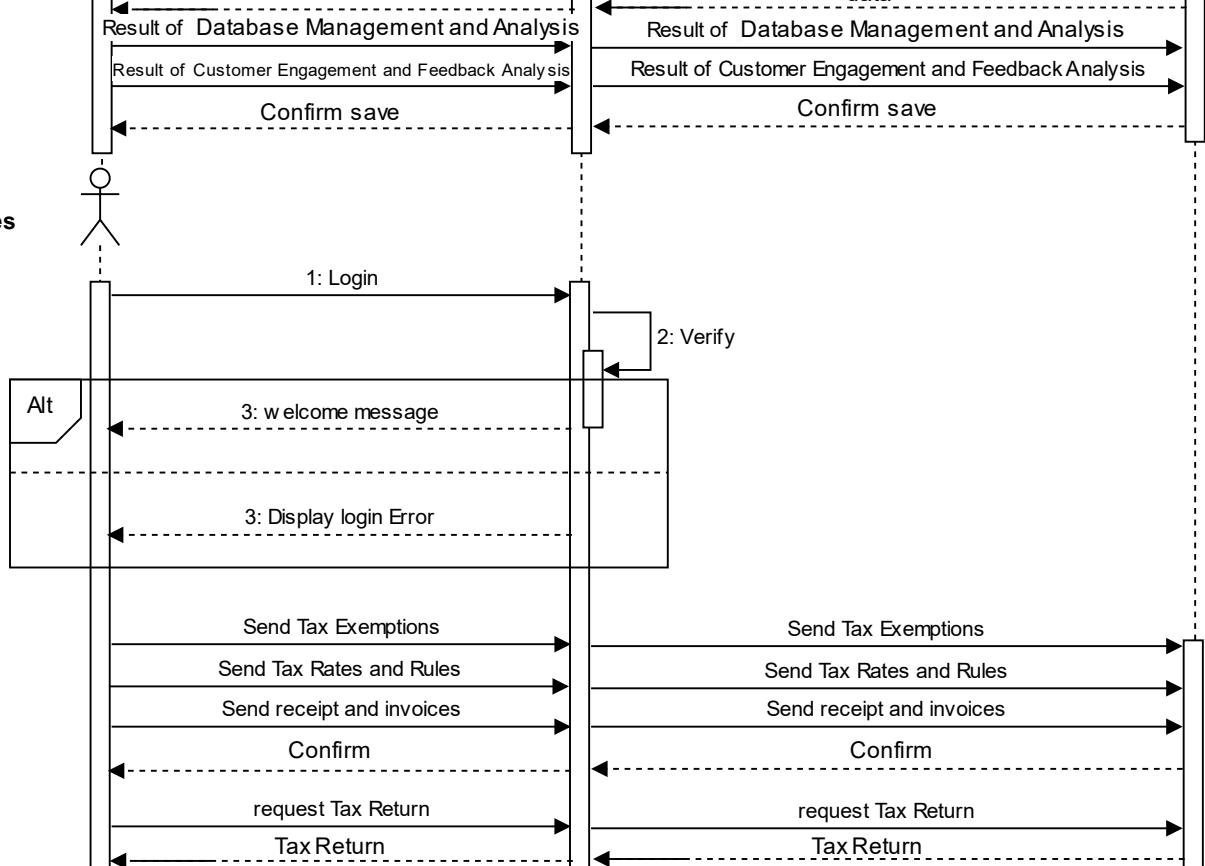 Result of Database Management and Analysis
Result of Database Management and Analysis
Result of Customer Engagement and Feedback Analysis
Result of Customer Engagement and Feedback Analysis
Confirm save
Confirm save
1: Login
2: Verify
Alt
3: welcome message
3: Display login Error
Send Tax Exemptions
Send Tax Exemptions
Send Tax Rates and Rules
Send Tax Rates and Rules
Send receipt and invoices
Send receipt and invoices
Confirm
Confirm
request Tax Return
request Tax Return
Tax Return
Tax Return